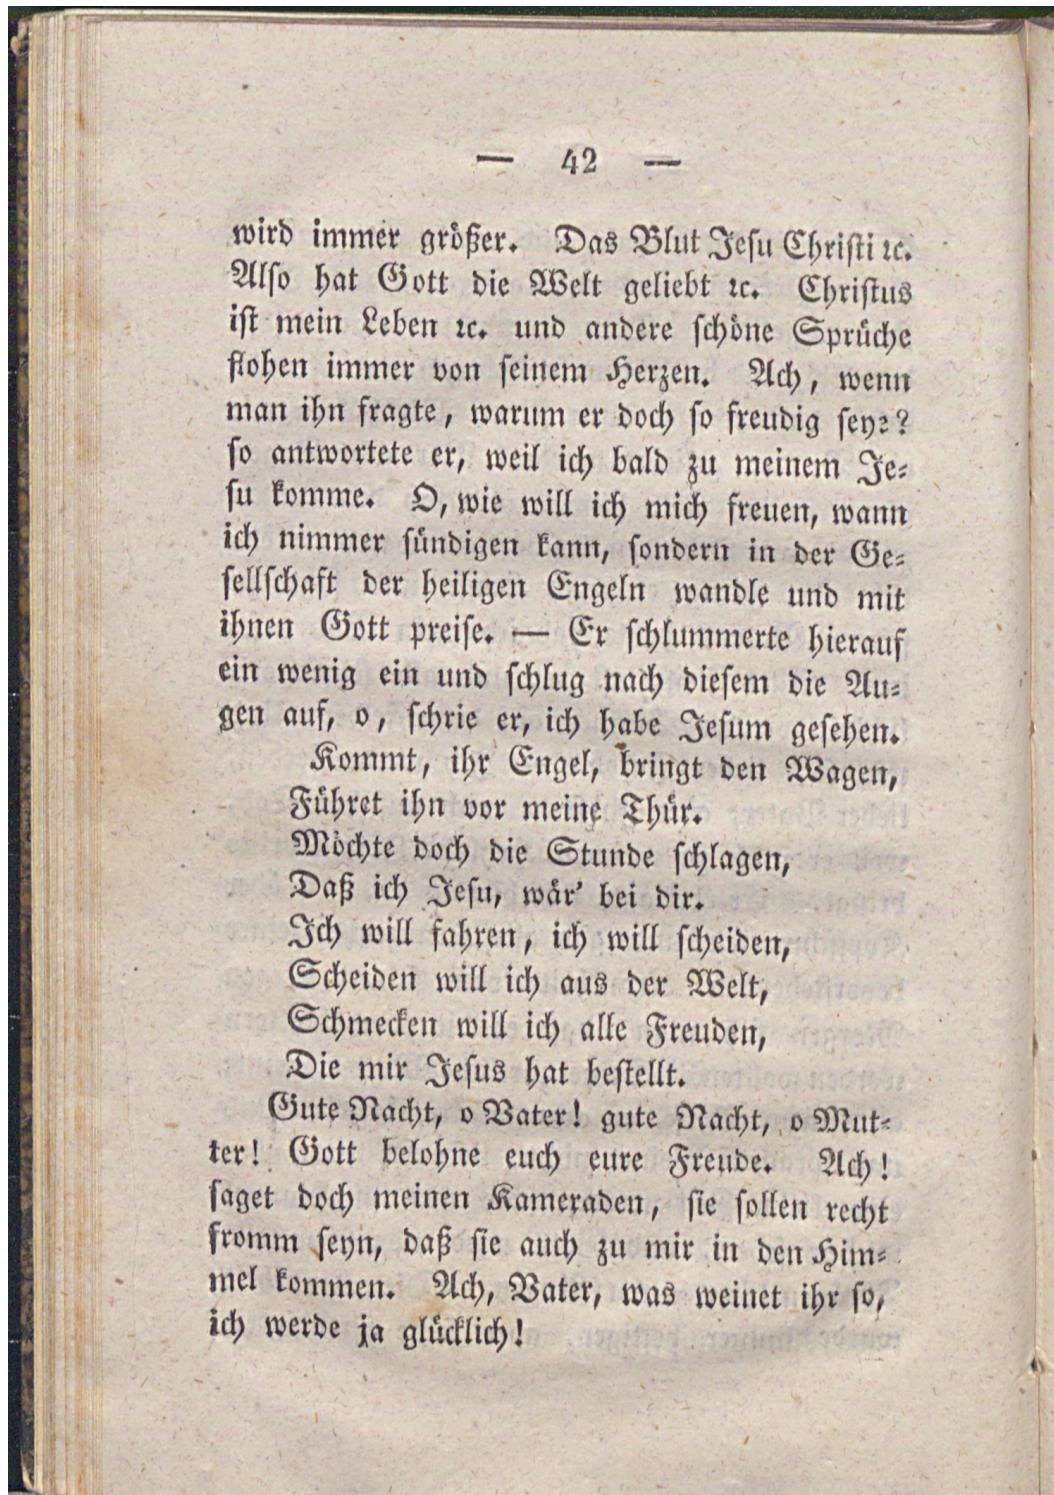 — 42 —
wird immer größer. Das Blut Jesu Christi ꝛc.
Also hat Gott die Welt geliebt ꝛc. Christus
ist mein Leben ꝛc. und andere schöne Sprüche
flohen immer von seinem Herzen. Ach, wenn
man ihn fragte, warum er doch so freudig seyꝛ?
so antwortete er, weil ich bald zu meinem Je-
su komme. O, wie will ich mich freuen, wann
ich nimmer sündigen kann, sondern in der Ge-
sellschaft der heiligen Engeln wandle und mit
ihnen Gott preise. — Er schlummerte hierauf
ein wenig ein und schlug nach diesem die Au-
gen auf, o, schrie er, ich habe Jesum gesehen.
Kommt, ihr Engel, bringt den Wagen,
Führet ihn vor meine Thür.
Möchte doch die Stunde schlagen,
Daß ich Jesu, wär' bei dir.
Ich will fahren, ich will scheiden,
Scheiden will ich aus der Welt,
Schmecken will ich alle Freuden,
Die mir Jesus hat bestellt.
Gute Nacht, o Vater! gute Nacht, o Mut-
ter! Gott belohne euch eure Freude. Ach!
saget doch meinen Kameraden, sie sollen recht
fromm seyn, daß sie auch zu mir in den Him-
mel kommen. Ach, Vater, was weinet ihr so,
ich werde ja glücklich!